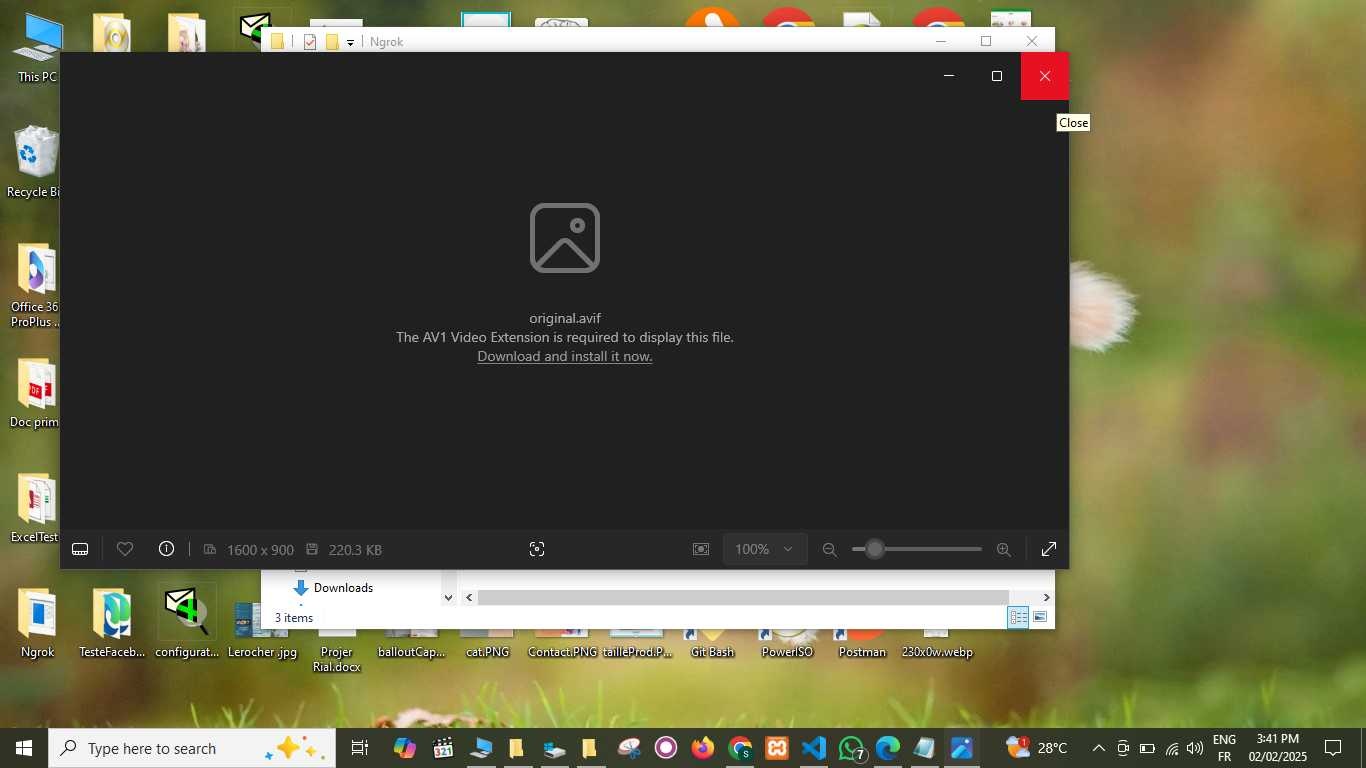 Ngrok
This PC
Close
Recycle Bi
original.avif
The AV1 Video Extension is required to display this file.
Download and install it now.
Office 36
ProPlus ...
Doc prim
ExcelTest
1600 x 900
220.3 KB
100%
Downloads
3 items
Ngrok
TesteFaceb...
configurat...
Lerocher .jpg
Projer
Rial.docx
balloutCap...
cat.PNG
Contact.PNG
tailleProd.P...
Git Bash
PowerISO
Postman
230x0w.webp
Type here to search
321
7
1
28°C
ENG
FR
3:41 PM
02/02/2025